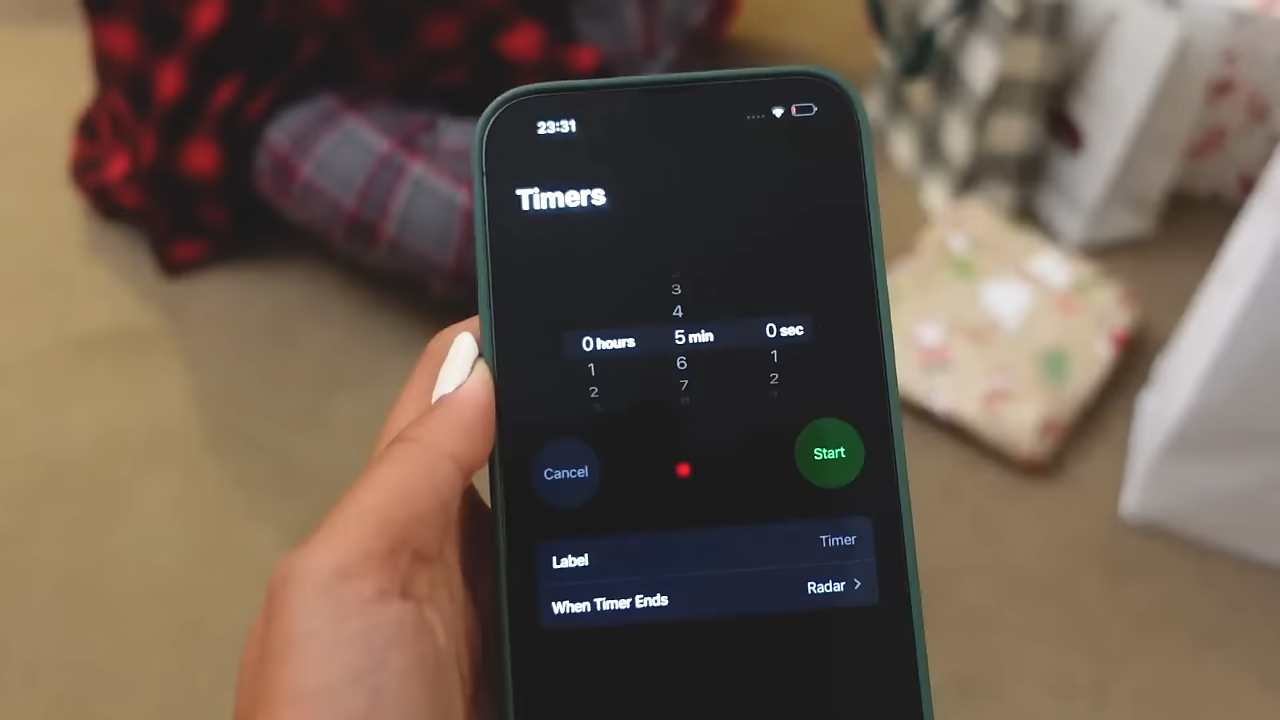 23:31
Timers
3
4
0 hours 5 min 0 sec
1 6 1
2 7 2
Cancel Start
Label Timer
When Timer Ends Radar